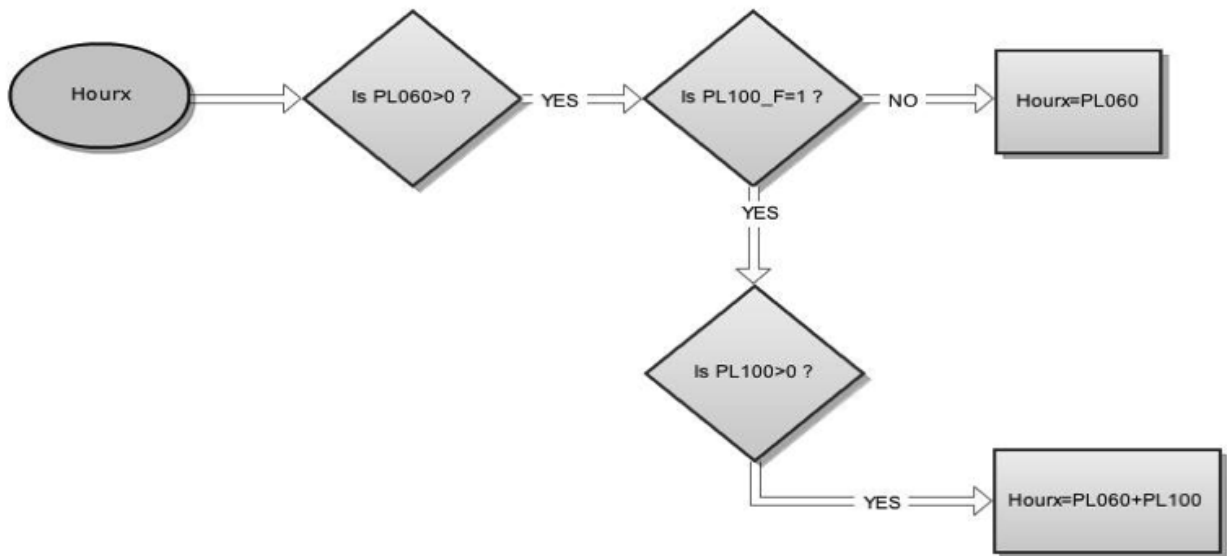 Hourx
Is PL060>0 ?
YES
Is PL100_F=1 ?
NO
Hourx=PL060
YES
Is PL100>0 ?
YES
Hourx=PL060+PL100